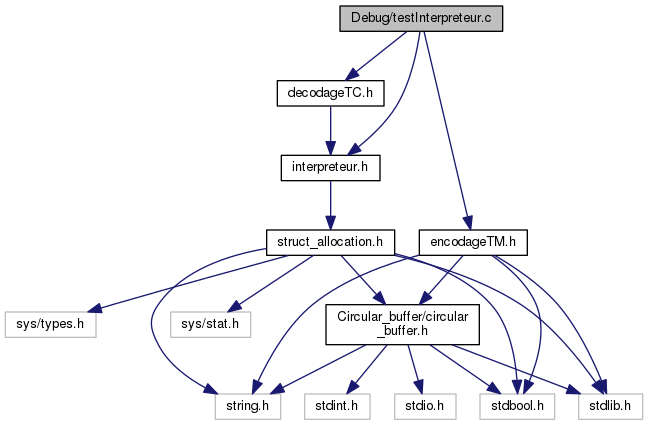 Debug/testInterpreteur.c
decodageTC.h
interpreteur.h
struct_allocation.h
encodageTM.h
sys/types.h
sys/stat.h
Circular_buffer/circular
_buffer.h
string.h
stdint.h
stdio.h
stdbool.h
stdlib.h